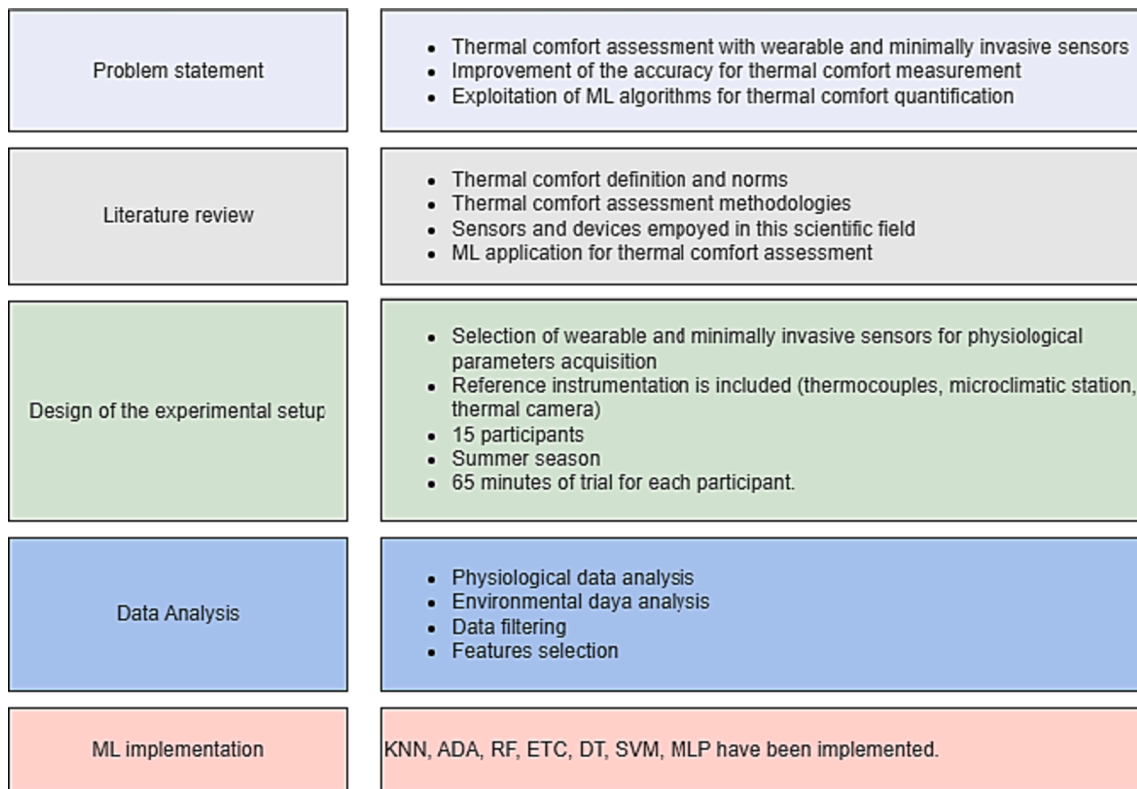 Problem statement
• Thermal comfort assessment with wearable and minimally invasive sensors
• Improvement of the accuracy for thermal comfort measurement
• Exploitation of ML algorithms for thermal comfort quantification
Literature review
• Thermal comfort definition and norms
• Thermal comfort assessment methodologies
• Sensors and devices empoyed in this scientific field
• ML application for thermal comfort assessment
Design of the experimental setup
• Selection of wearable and minimally invasive sensors for physiological
parameters acquisition
• Reference instrumentation is included (thermocouples, microclimatic station,
thermal camera)
• 15 participants
• Summer season
• 65 minutes of trial for each participant.
Data Analysis
• Physiological data analysis
• Environmental daya analysis
• Data filtering
• Features selection
ML implementation
KNN, ADA, RF, ETC, DT, SVM, MLP have been implemented.